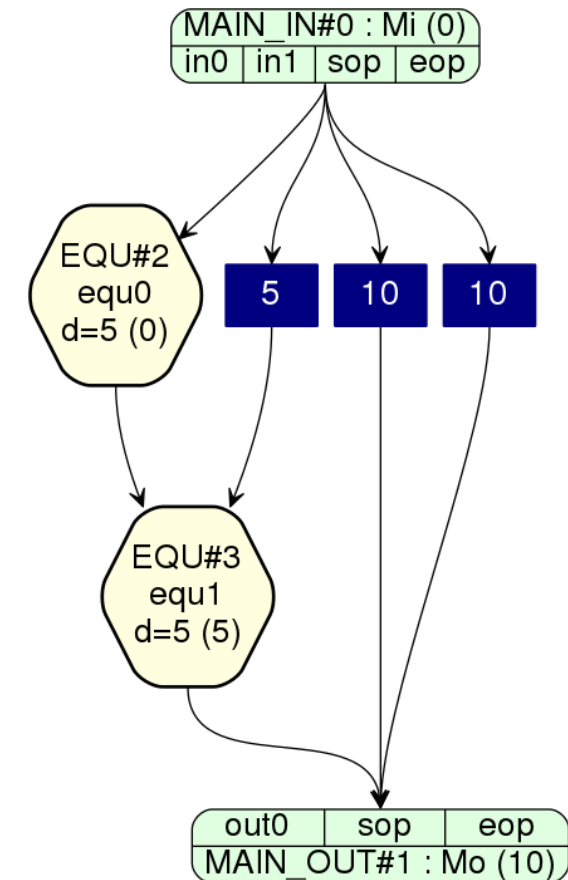 MAIN_IN#0 : Mi (0)
in0 in1 sop eop
EQU#2
equ0
d=5 (0)
5 10 10
EQU#3
equ1
d=5 (5)
out0 sop eop
MAIN_OUT#1 : Mo (10)